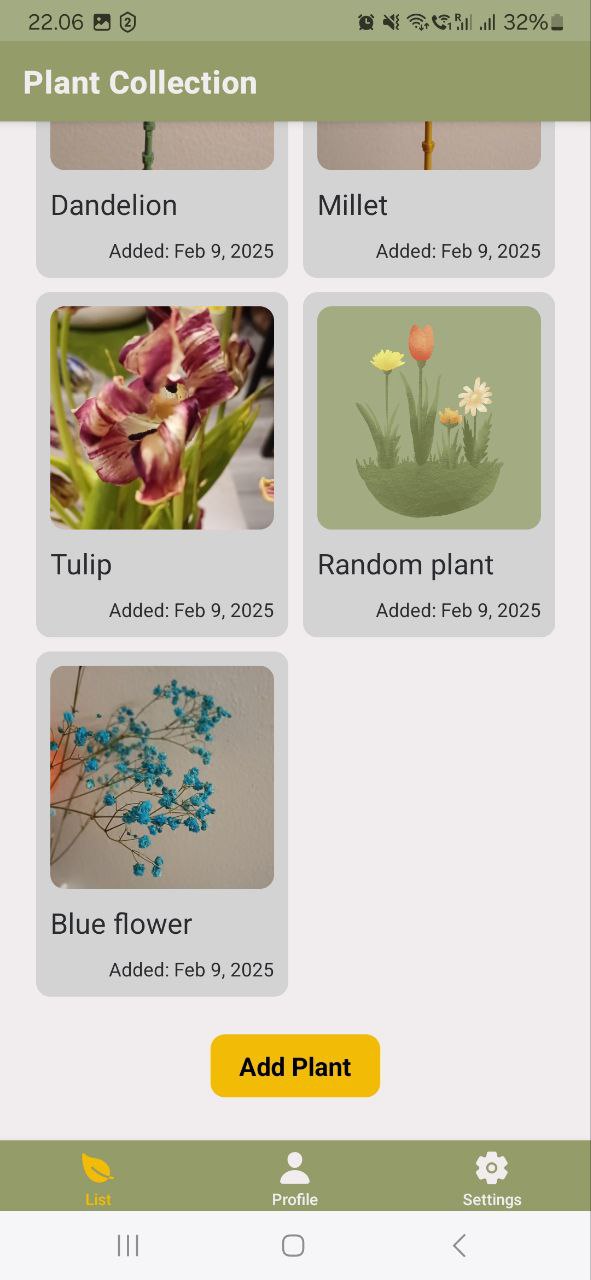 22.06 2 1 R 32%
Plant Collection
Dandelion Millet
Added: Feb 9, 2025 Added: Feb 9, 2025
Tulip Random plant
Added: Feb 9, 2025 Added: Feb 9, 2025
Blue flower
Added: Feb 9, 2025
Add Plant
List Profile Settings